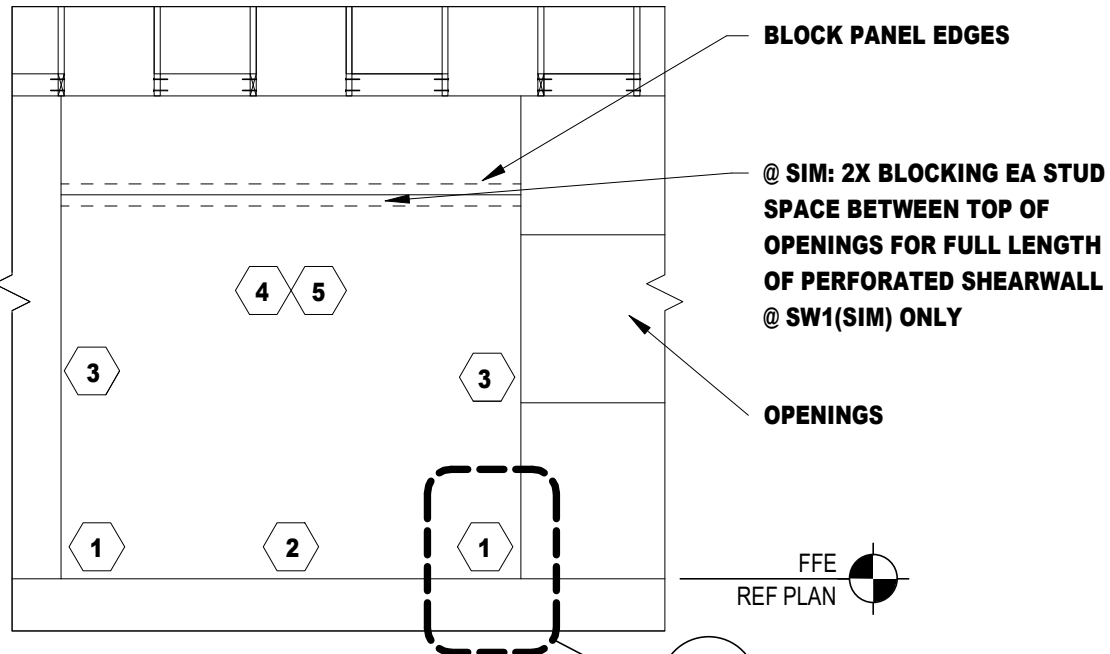 BLOCK PANEL EDGES
@ SIM: 2X BLOCKING EA STUD
SPACE BETWEEN TOP OF
OPENINGS FOR FULL LENGTH
OF PERFORATED SHEARWALL
@ SW1(SIM) ONLY
4 5
3 3
OPENINGS
1 2 1
FFE
REF PLAN